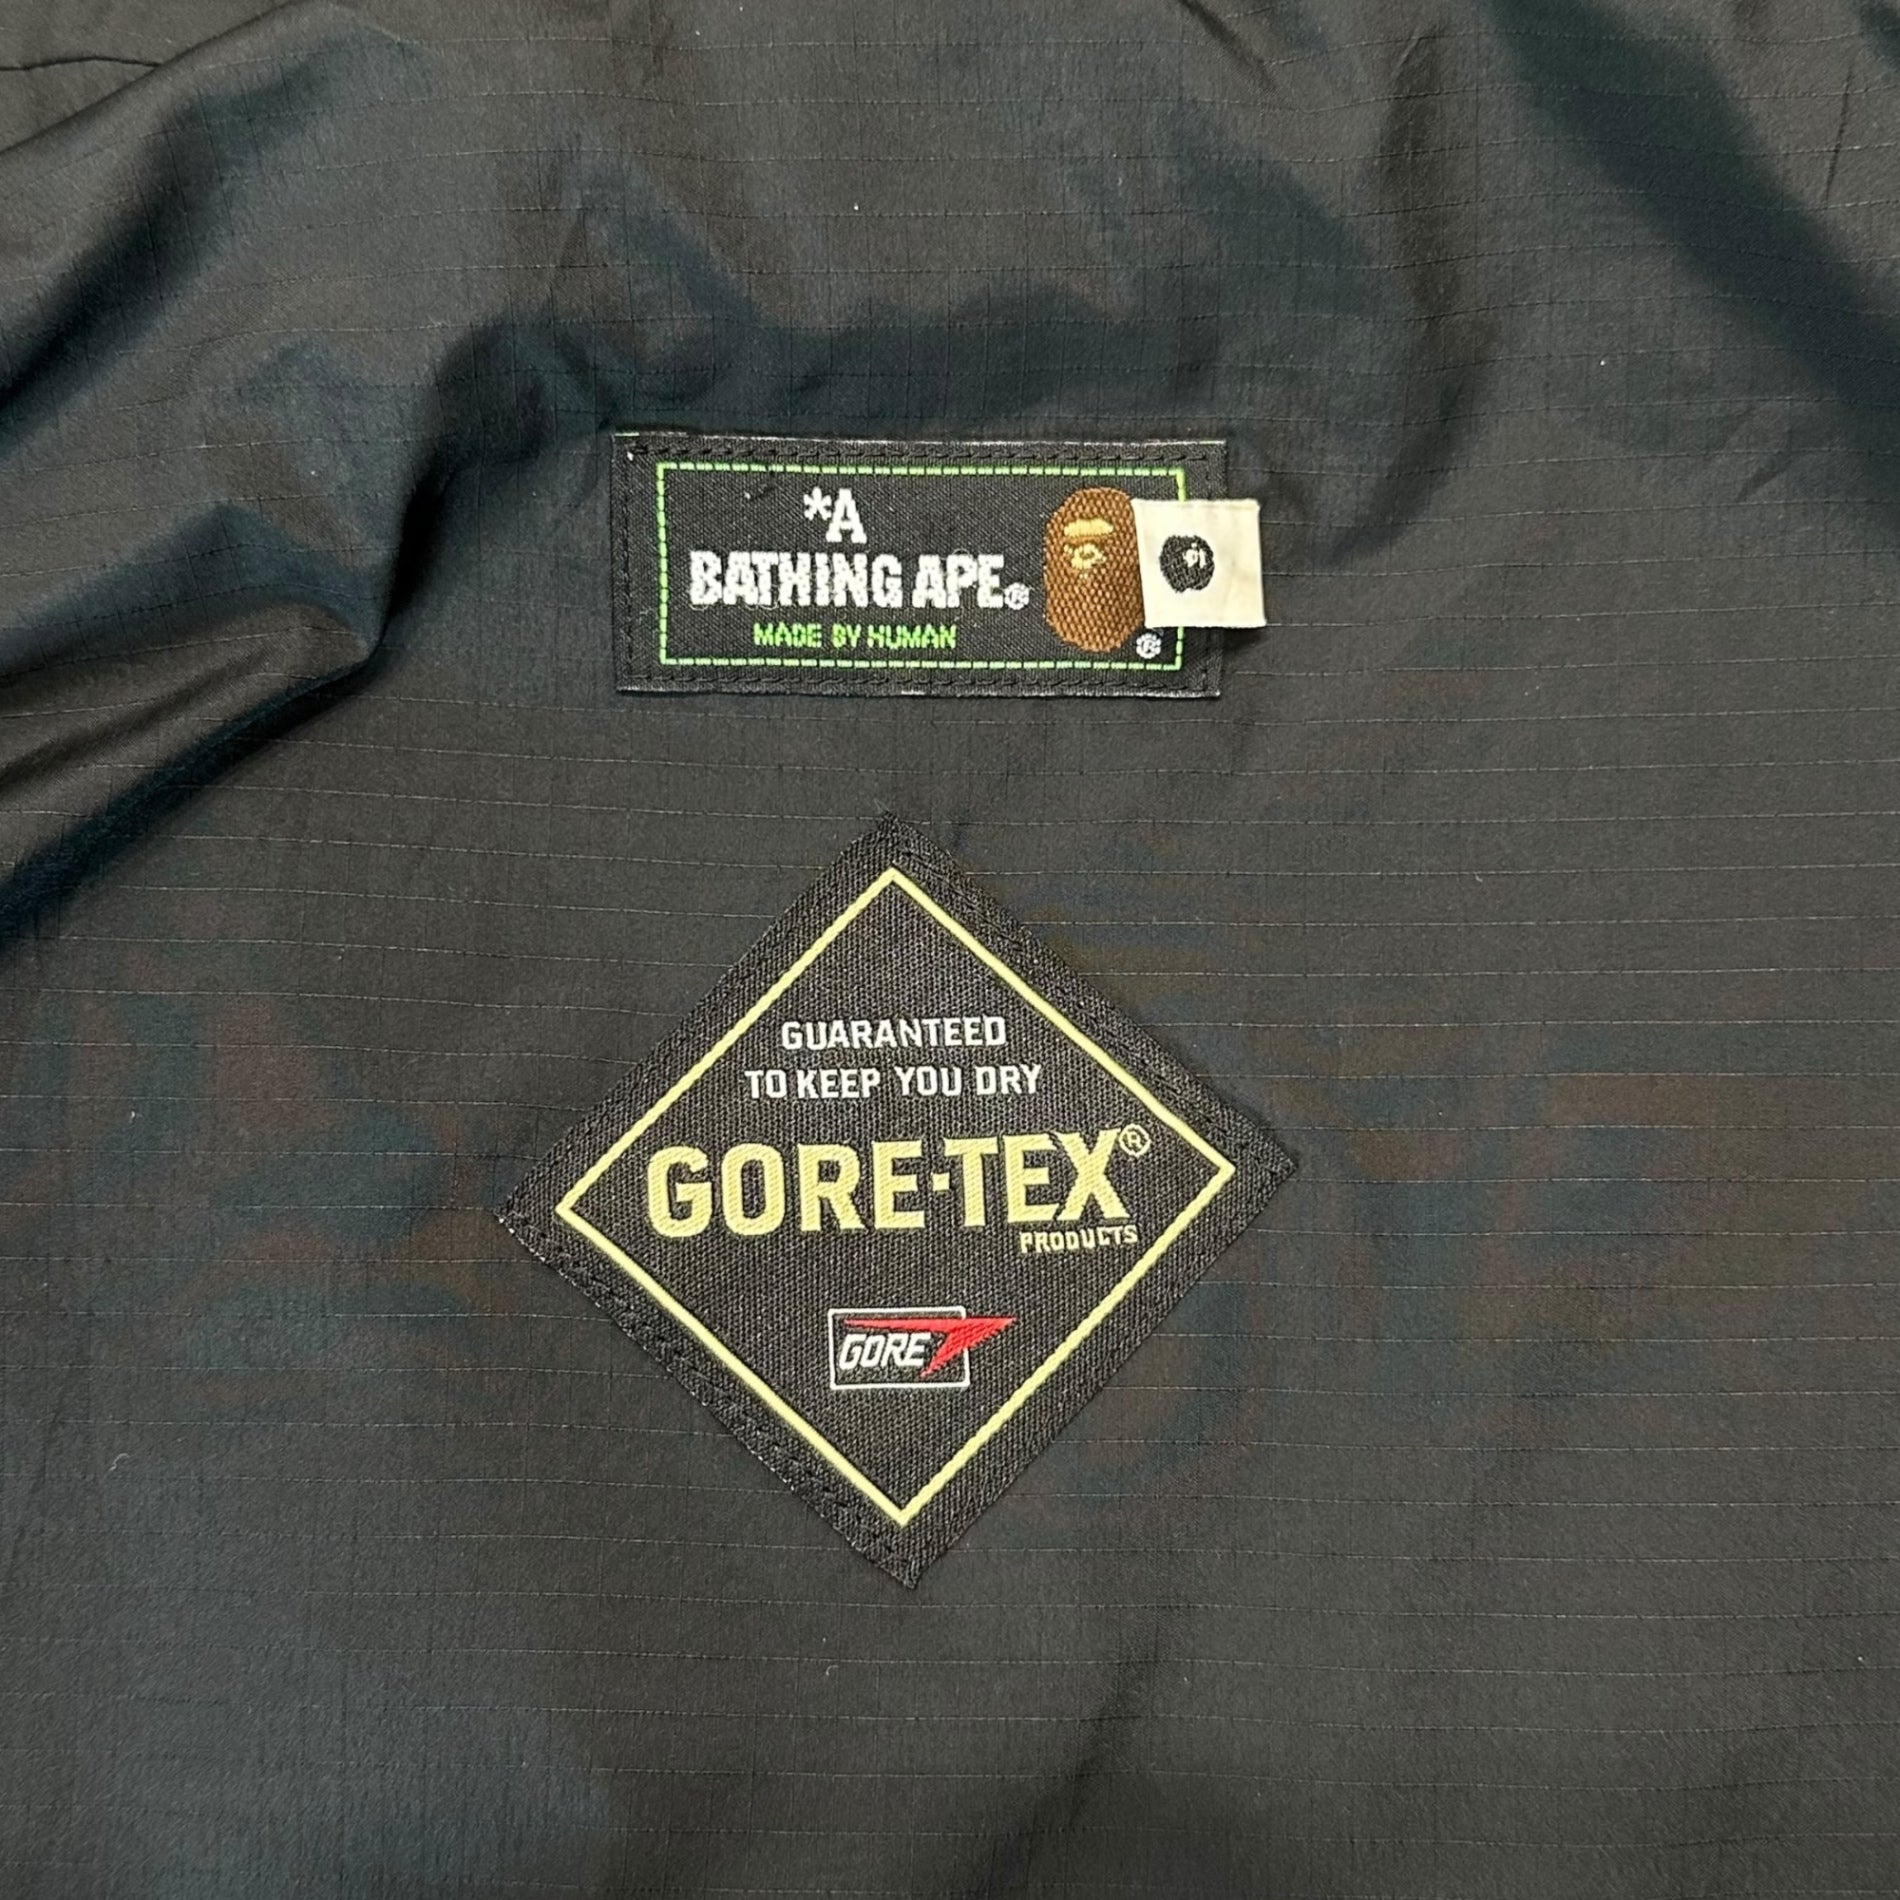 *A
BATHING APE®
MADE BY HUMAN
®
GUARANTEED
TO KEEP YOU DRY
GORE-TEX®
PRODUCTS
GORE